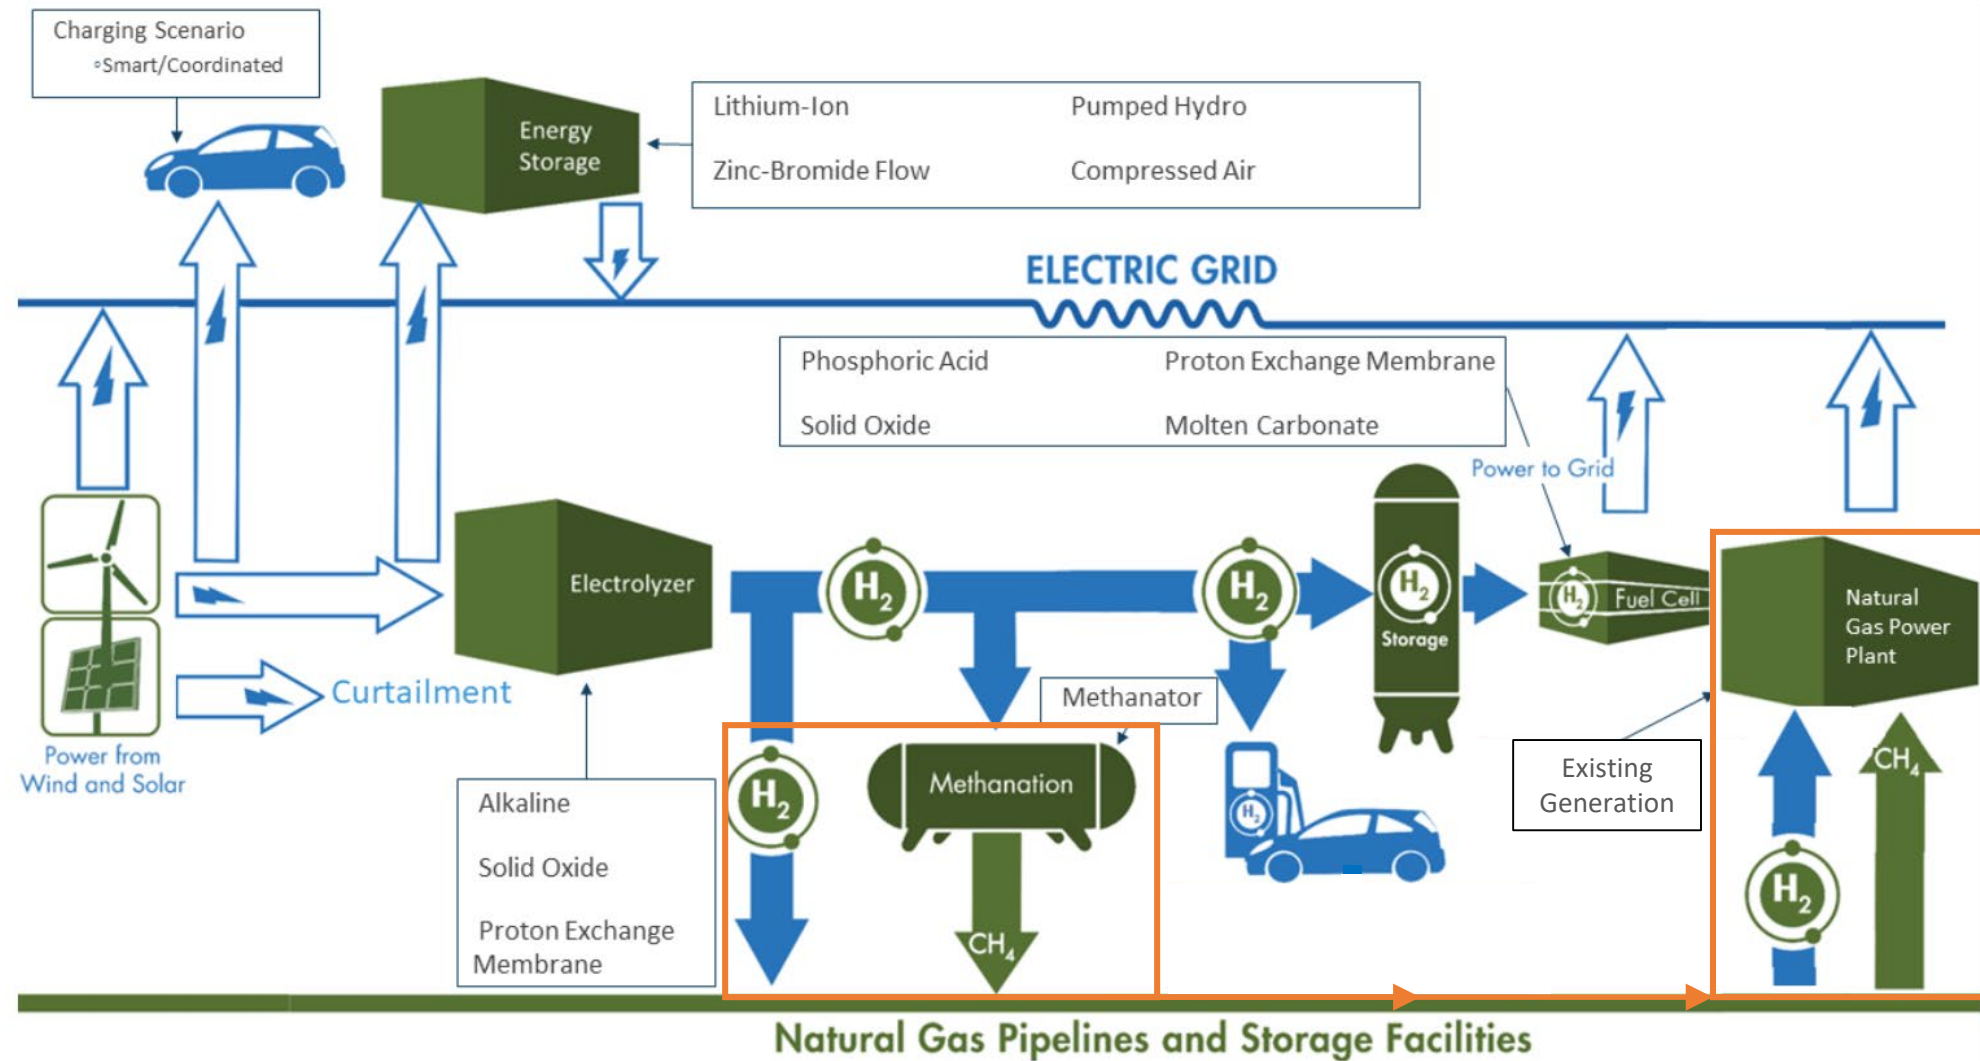 Charging Scenario
◦Smart/Coordinated
Energy
Storage
Lithium-Ion
Pumped Hydro
Zinc-Bromide Flow
Compressed Air
ELECTRIC GRID
Phosphoric Acid
Proton Exchange Membrane
Solid Oxide
Molten Carbonate
Power to Grid
Power from
Wind and Solar
Curtailment
Electrolyzer
Alkaline
Solid Oxide
Proton Exchange
Membrane
H₂
H₂
H₂
Storage
H₂
Fuel Cell
Natural
Gas Power
Plant
Methanator
H₂
Methanation
CH₄
H₂
Existing
Generation
H₂
CH₄
Natural Gas Pipelines and Storage Facilities